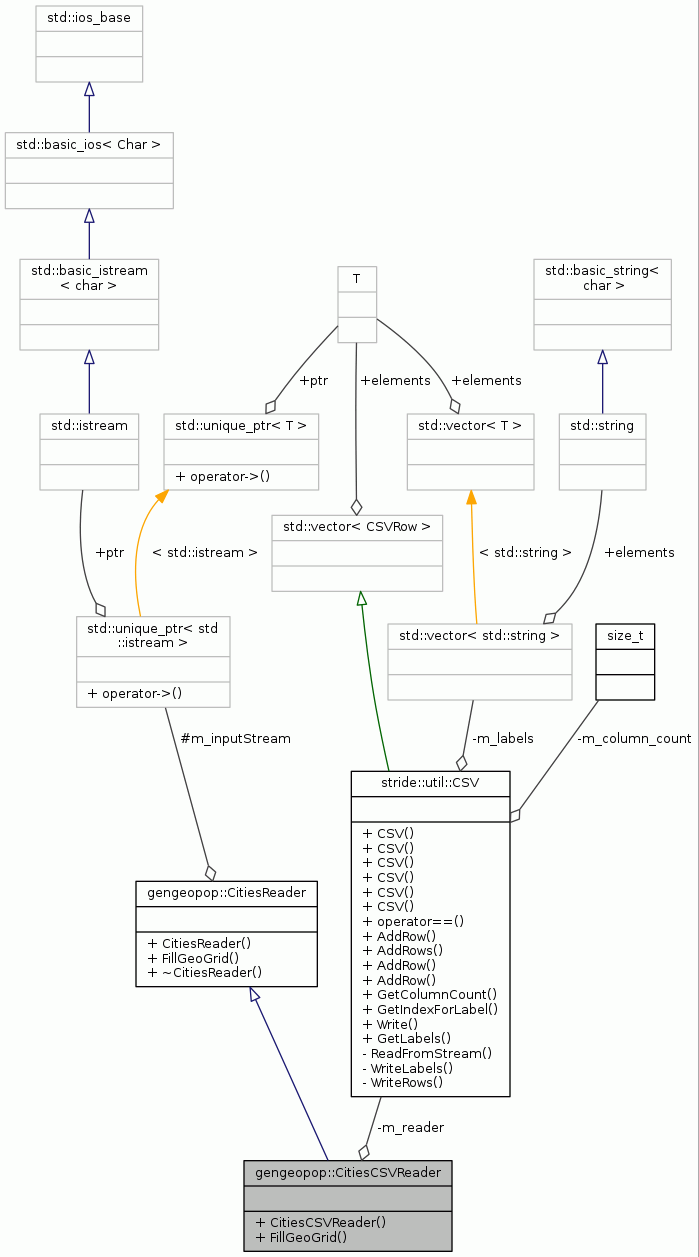 std::ios_base
std::basic_ios< Char >
std::basic_istream
< char >
T
std::basic_string<
char >
+ptr
+elements
+elements
std::istream
std::unique_ptr< T >
+ operator->()
std::vector< T >
std::string
std::vector< CSVRow >
+ptr
< std::istream >
< std::string >
+elements
std::unique_ptr< std
::istream >
+ operator->()
std::vector< std::string >
size_t
#m_inputStream
-m_labels
-m_column_count
stride::util::CSV
+ CSV()
+ CSV()
+ CSV()
+ CSV()
+ CSV()
+ CSV()
+ operator==()
+ AddRow()
+ AddRows()
+ AddRow()
+ AddRow()
+ GetColumnCount()
+ GetIndexForLabel()
+ Write()
+ GetLabels()
- ReadFromStream()
- WriteLabels()
- WriteRows()
gengeopop::CitiesReader
+ CitiesReader()
+ FillGeoGrid()
+ ~CitiesReader()
-m_reader
gengeopop::CitiesCSVReader
+ CitiesCSVReader()
+ FillGeoGrid()